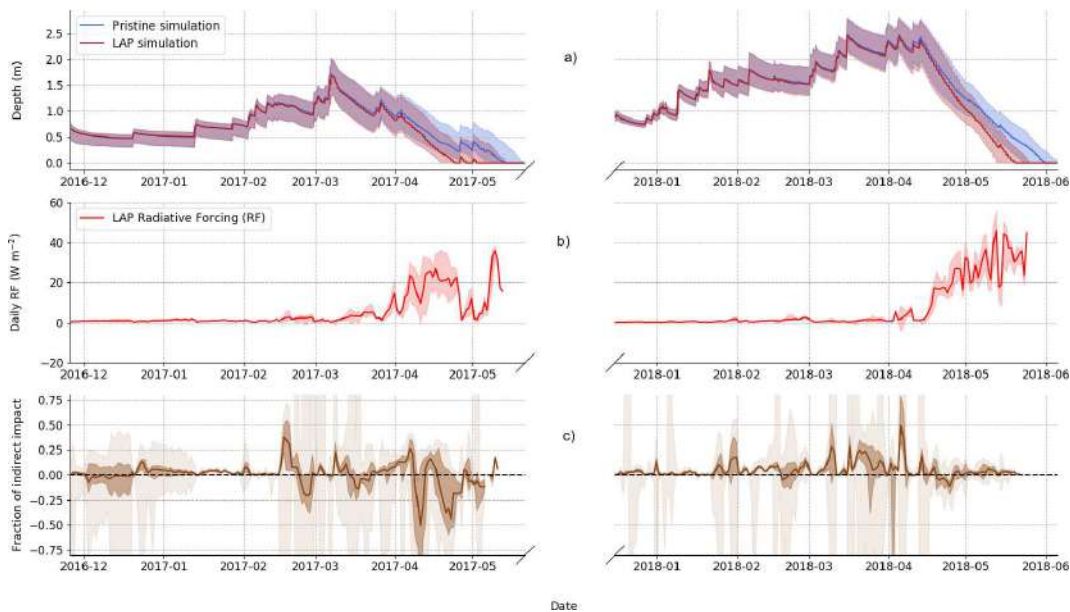 Pristine simulation
LAP simulation
Depth (m)
2.5
2.0
1.5
1.0
0.5
0.0
2016-12 2017-01 2017-02 2017-03 2017-04 2017-05
a)
2018-01 2018-02 2018-03 2018-04 2018-05 2018-06
LAP Radiative Forcing (RF)
Daily RF (W m−2)
60
40
20
0
−20
2016-12 2017-01 2017-02 2017-03 2017-04 2017-05
b)
2018-01 2018-02 2018-03 2018-04 2018-05 2018-06
Fraction of indirect impact
0.75
0.50
0.25
0.00
−0.25
−0.50
−0.75
2016-12 2017-01 2017-02 2017-03 2017-04 2017-05
c)
2018-01 2018-02 2018-03 2018-04 2018-05 2018-06
Date